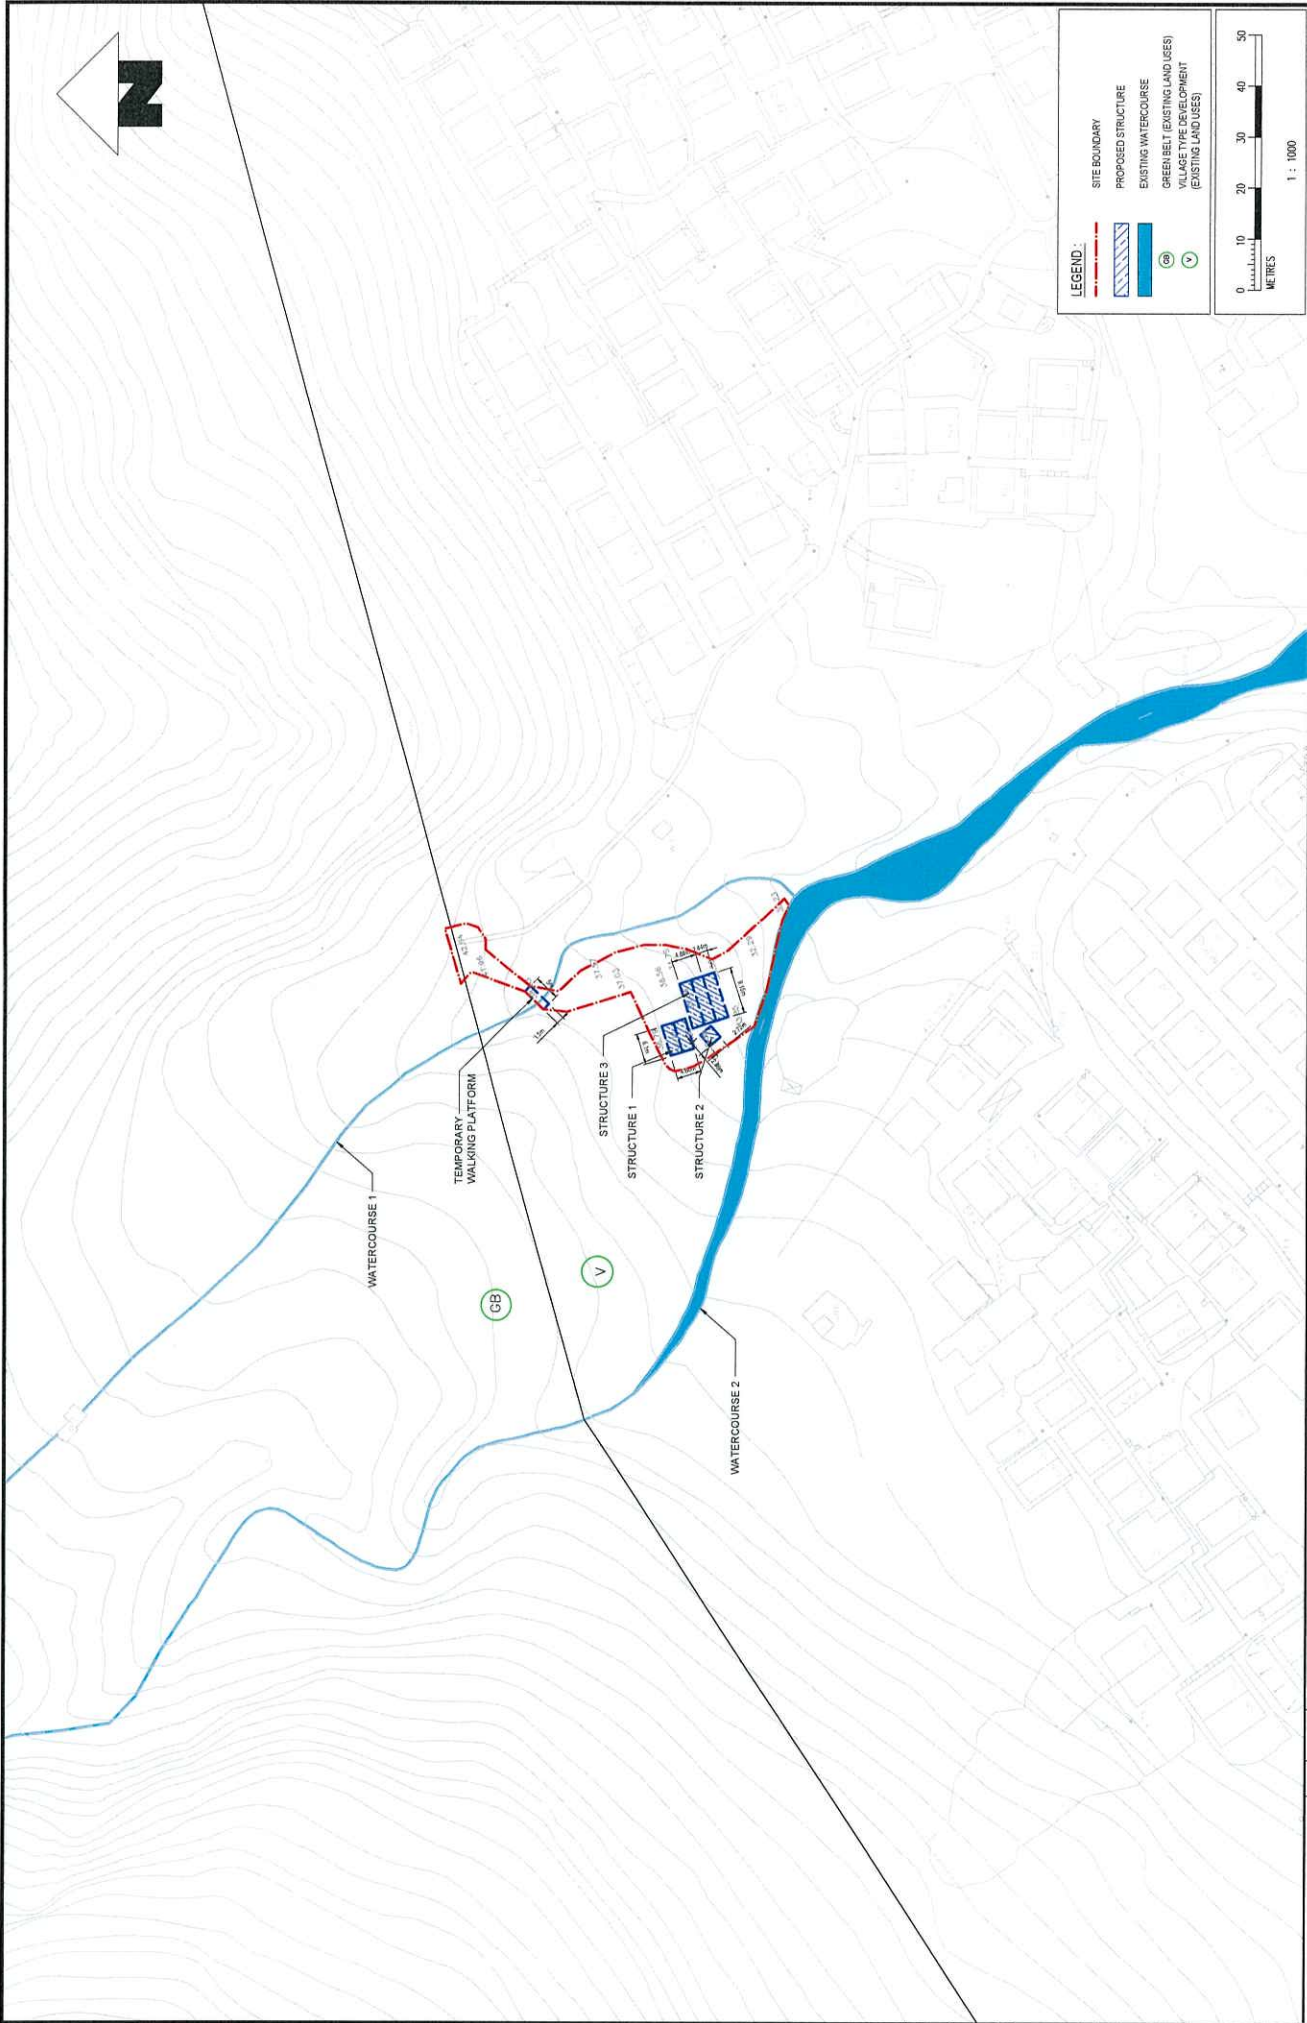 N
LEGEND :
SITE BOUNDARY
PROPOSED STRUCTURE
EXISTING WATERCOURSE
GB
GREEN BELT (EXISTING LAND USES)
V
VILLAGE TYPE DEVELOPMENT
(EXISTING LAND USES)
0 10 20 30 40 50
METRES
1 : 1000
WATERCOURSE 1
TEMPORARY
WALKING PLATFORM
GB
V
STRUCTURE 3
STRUCTURE 1
STRUCTURE 2
WATERCOURSE 2
32.29